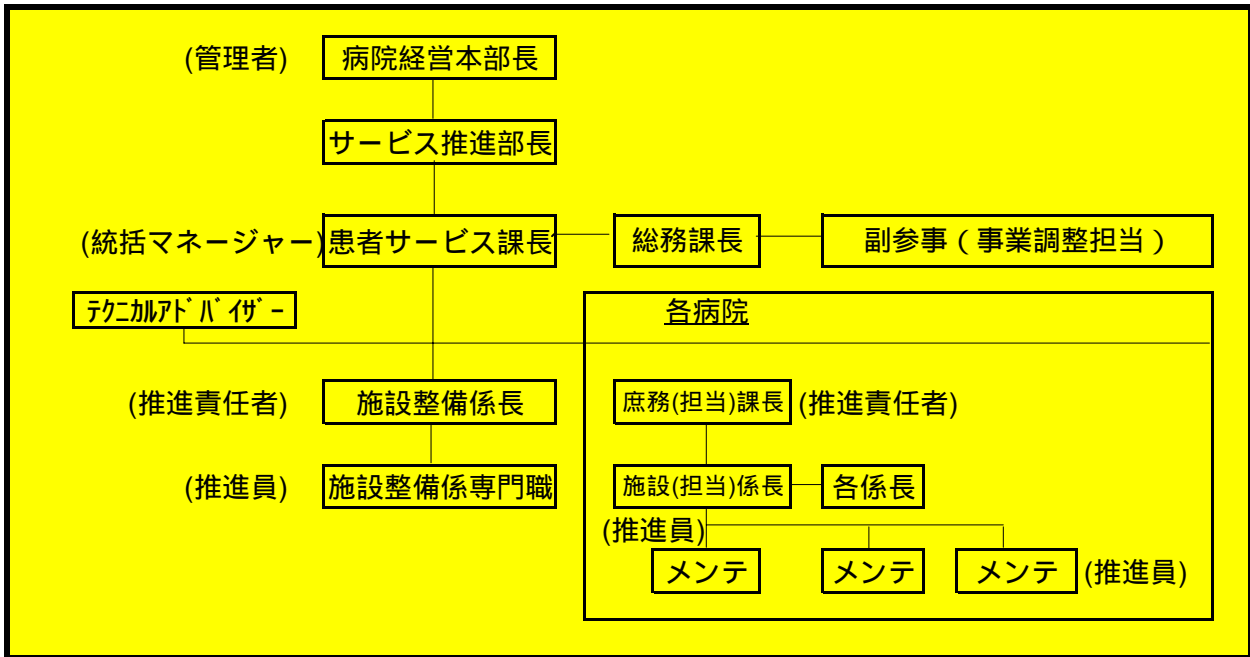 (管理者) 病院経営本部長
サービス推進部長
(統括マネージャー) 患者サービス課長 総務課長 副参事（事業調整担当）
ﾃｸﾆｶﾙｱﾄﾞﾊﾞｲｻﾞｰ
各病院
(推進責任者) 施設整備係長 庶務(担当)課長 (推進責任者)
(推進員) 施設整備係専門職 施設(担当)係長 各係長
(推進員)
メンテ メンテ メンテ (推進員)